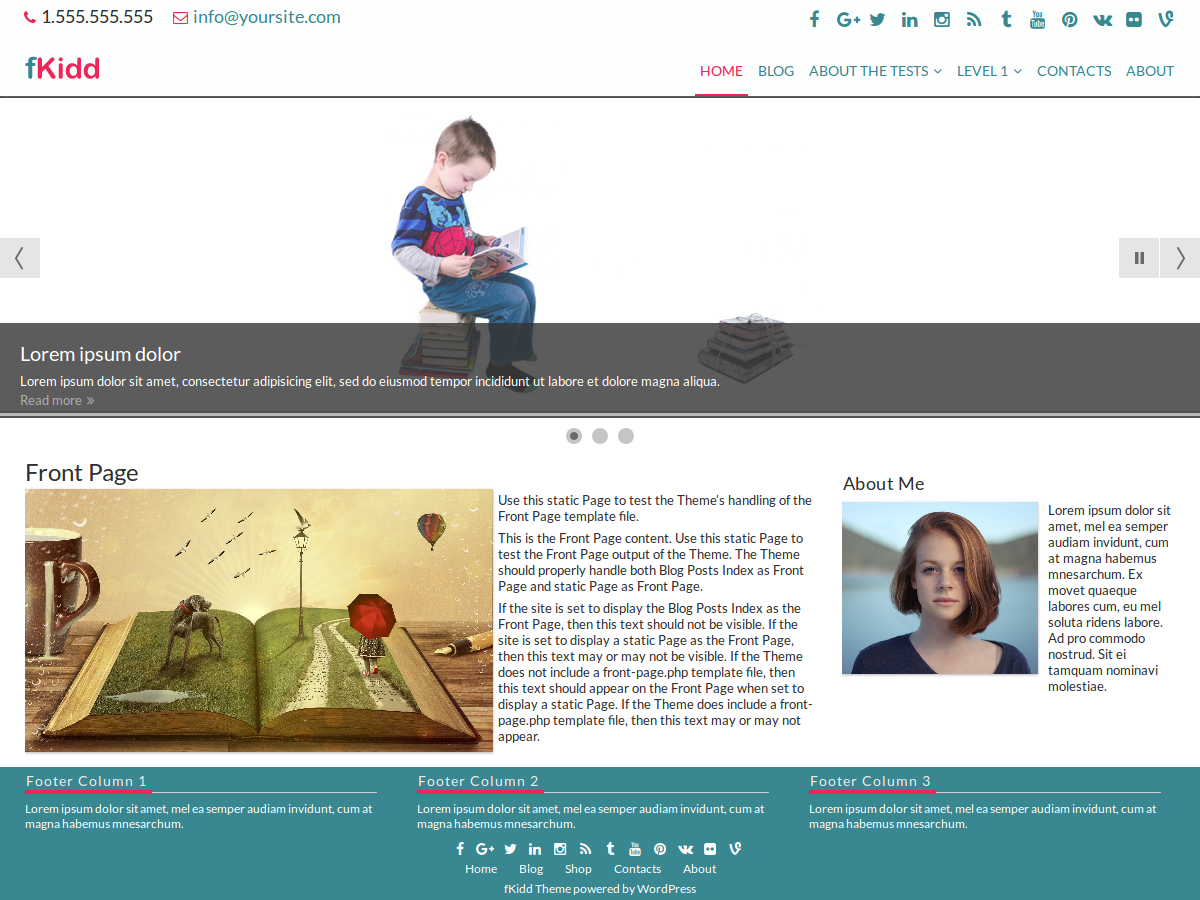 1.555.555.555 info@yoursite.com
You Tube
fKidd
HOME BLOG ABOUT THE TESTS LEVEL 1 CONTACTS ABOUT
Lorem ipsum dolor
Lorem ipsum dolor sit amet, consectetur adipisicing elit, sed do eiusmod tempor incididunt ut labore et dolore magna aliqua.
Read more »
Front Page
Use this static Page to test the Theme's handling of the
Front Page template file.
This is the Front Page content. Use this static Page to
test the Front Page output of the Theme. The Theme
should properly handle both Blog Posts Index as Front
Page and static Page as Front Page.
If the site is set to display the Blog Posts Index as the
Front Page, then this text should not be visible. If the
site is set to display a static Page as the Front Page,
then this text may or may not be visible. If the Theme
does not include a front-page.php template file, then
this text should appear on the Front Page when set to
display a static Page. If the Theme does include a front-
page.php template file, then this text may or may not
appear.
About Me
Lorem ipsum dolor sit
amet, mel ea semper
audiam invidunt, cum
at magna habemus
mnesarchum. Ex
movet quaeque
labores cum, eu mel
soluta ridens labore.
Ad pro commodo
nostrud. Sit ei
tamquam nominavi
molestiae.
Footer Column 1
Lorem ipsum dolor sit amet, mel ea semper audiam invidunt, cum at
magna habemus mnesarchum.
Footer Column 2
Lorem ipsum dolor sit amet, mel ea semper audiam invidunt, cum at
magna habemus mnesarchum.
Footer Column 3
Lorem ipsum dolor sit amet, mel ea semper audiam invidunt, cum at
magna habemus mnesarchum.
Home Blog Shop Contacts About
fKidd Theme powered by WordPress